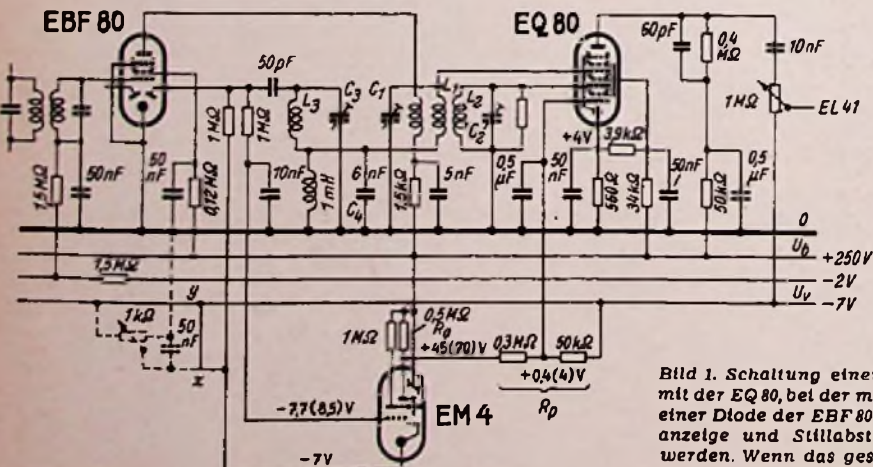 EBF 80
EQ 80
50pF
60pF
0,4
MΩ
10nF
1MΩ
EL 41
L3
C3
C1
L1
L2
C2
1MΩ
1MΩ
+4V
3,9kΩ
1,5MΩ
50nF
50
nF
0,12MΩ
10nF
1mH
6
nF
C4
1,5kΩ
5nF
0,5
µF
50
nF
560Ω
34kΩ
50nF
50kΩ
0,5
µF
0
Ub
+250V
1,5MΩ
-2V
y
Uv
-7V
1kΩ
50
nF
x
1MΩ
0,5MΩ
Ra
+45(70)V
0,3MΩ
50kΩ
+0,4(4)V
Rp
-7,7(8,5)V
EM 4
-7V
Bild 1. Schaltung einer
mit der EQ 80, bei der m
einer Diode der EBF 80
anzeige und Stillabst
werden. Wenn das ges